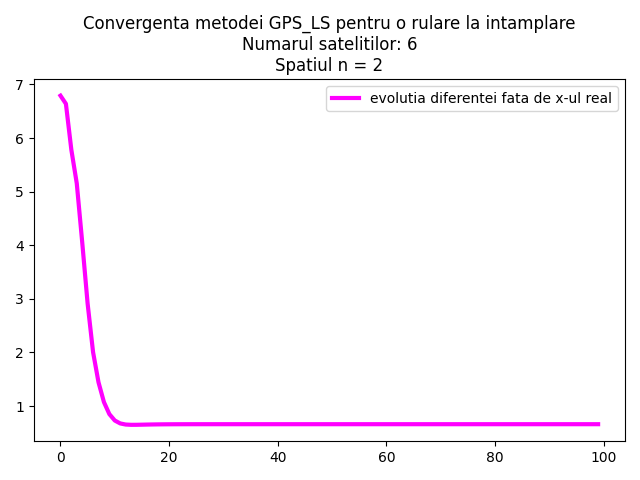 Convergenta metodei GPS_LS pentru o rulare la intamplare
Numarul satelitilor: 6
Spatiul n = 2
evolutia diferentei fata de x-ul real
7
6
5
4
3
2
1
0 20 40 60 80 100